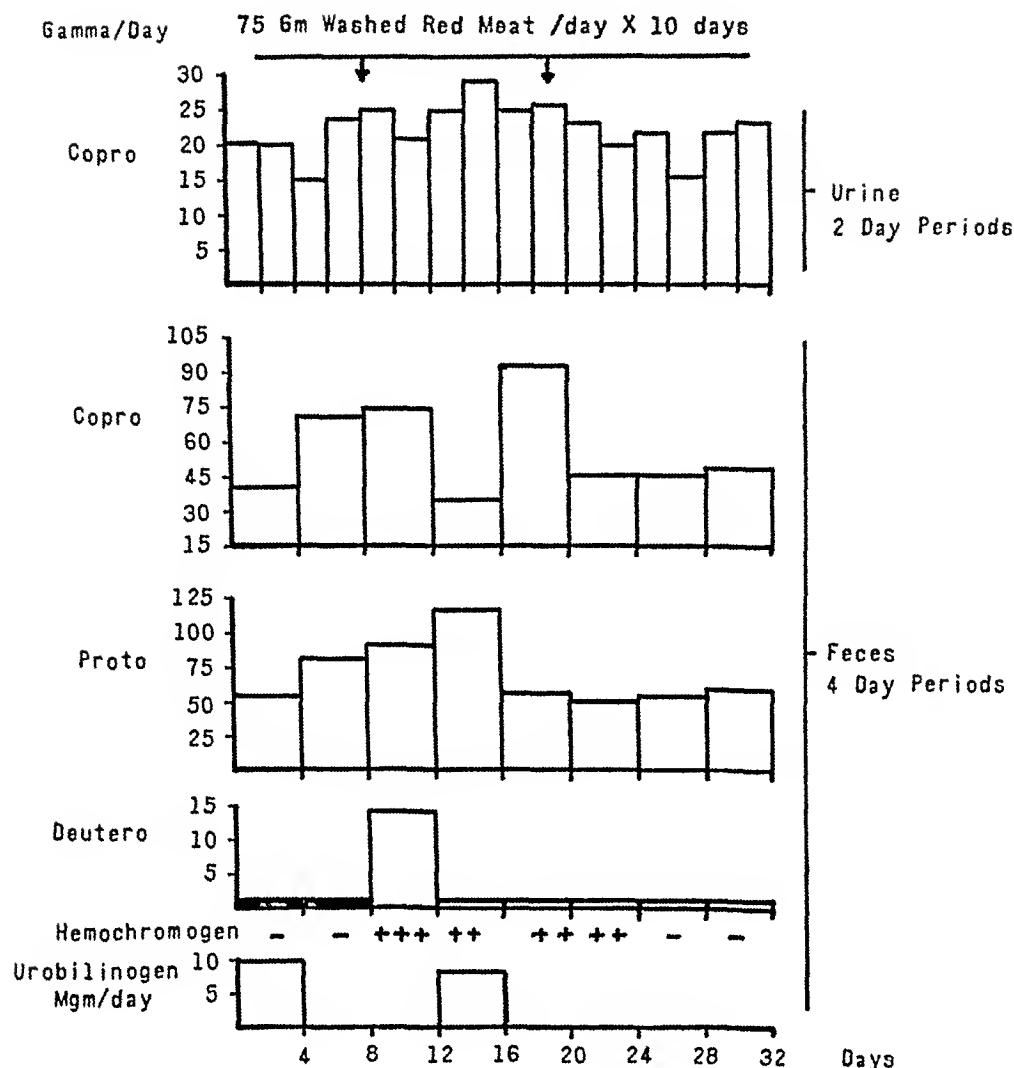 Gamma/Day 75 Gm Washed Red Meat /day X 10 days
30
25
20
15
10
5
Copro
Urine
2 Day Periods
105
90
75
60
45
30
15
Copro
125
100
75
50
25
Proto
Feces
4 Day Periods
15
10
5
Deutero
Hemochromogen - - +++ ++ ++ ++ - -
Urobilinogen
Mgm/day
10
5
4 8 12 16 20 24 28 32 Days